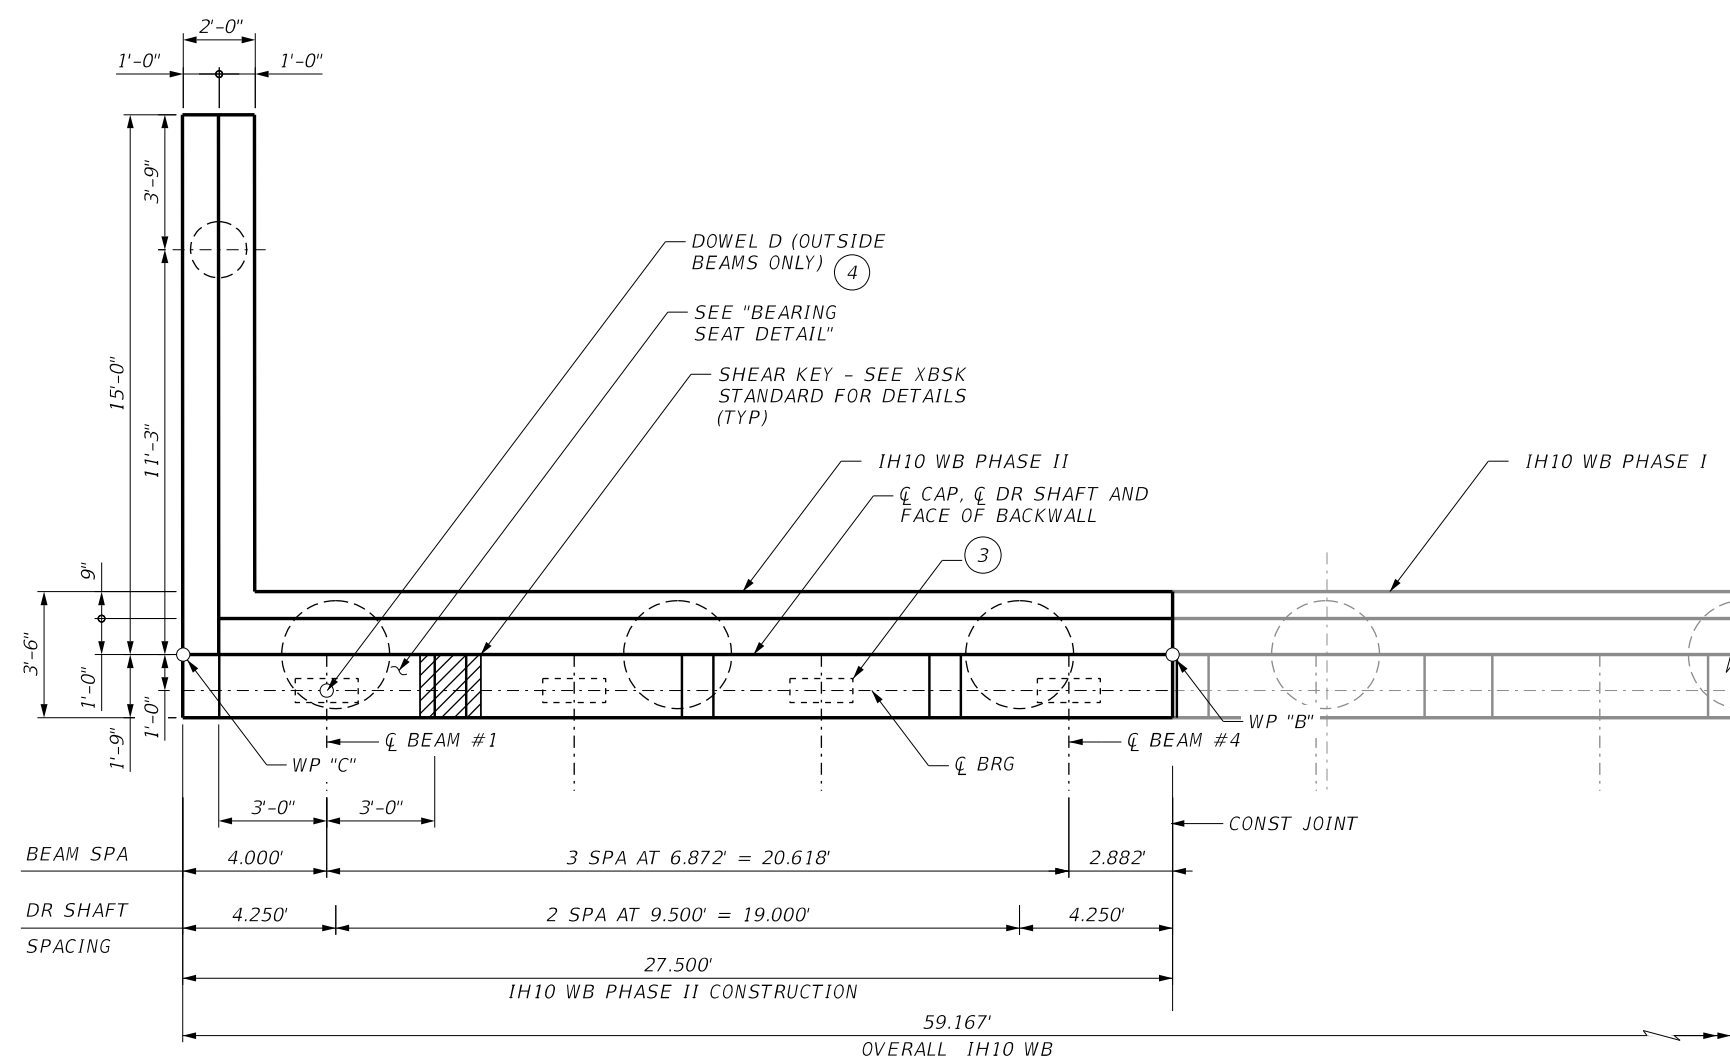 2'-0"
1'-0"
1'-0"
3'-9"
15'-0"
11'-3"
9"
3'-6"
1'-0"
1'-9"
1'-0"
DOWEL D (OUTSIDE
BEAMS ONLY)
4
SEE "BEARING
SEAT DETAIL"
SHEAR KEY - SEE XBSK
STANDARD FOR DETAILS
(TYP)
IH10 WB PHASE II
IH10 WB PHASE I
℄ CAP, ℄ DR SHAFT AND
FACE OF BACKWALL
3
WP "B"
℄ BEAM #1
℄ BEAM #4
WP "C"
℄ BRG
3'-0"
3'-0"
CONST JOINT
BEAM SPA
4.000'
3 SPA AT 6.872' = 20.618'
2.882'
DR SHAFT
SPACING
4.250'
2 SPA AT 9.500' = 19.000'
4.250'
27.500'
IH10 WB PHASE II CONSTRUCTION
59.167'
OVERALL IH10 WB